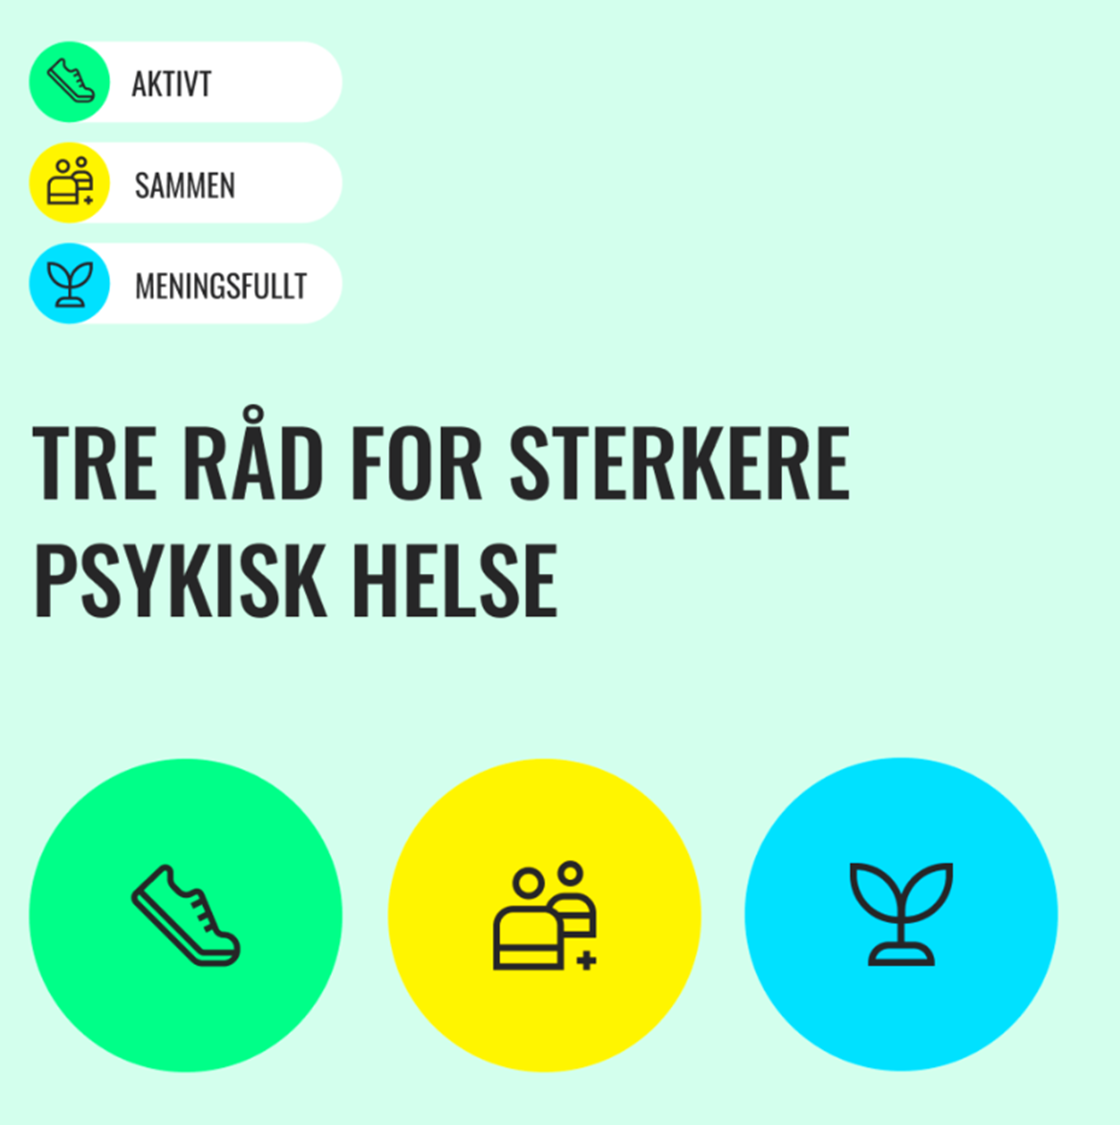 AKTIVT
SAMMEN
MENINGSFULLT
TRE RÅD FOR STERKERE
PSYKISK HELSE